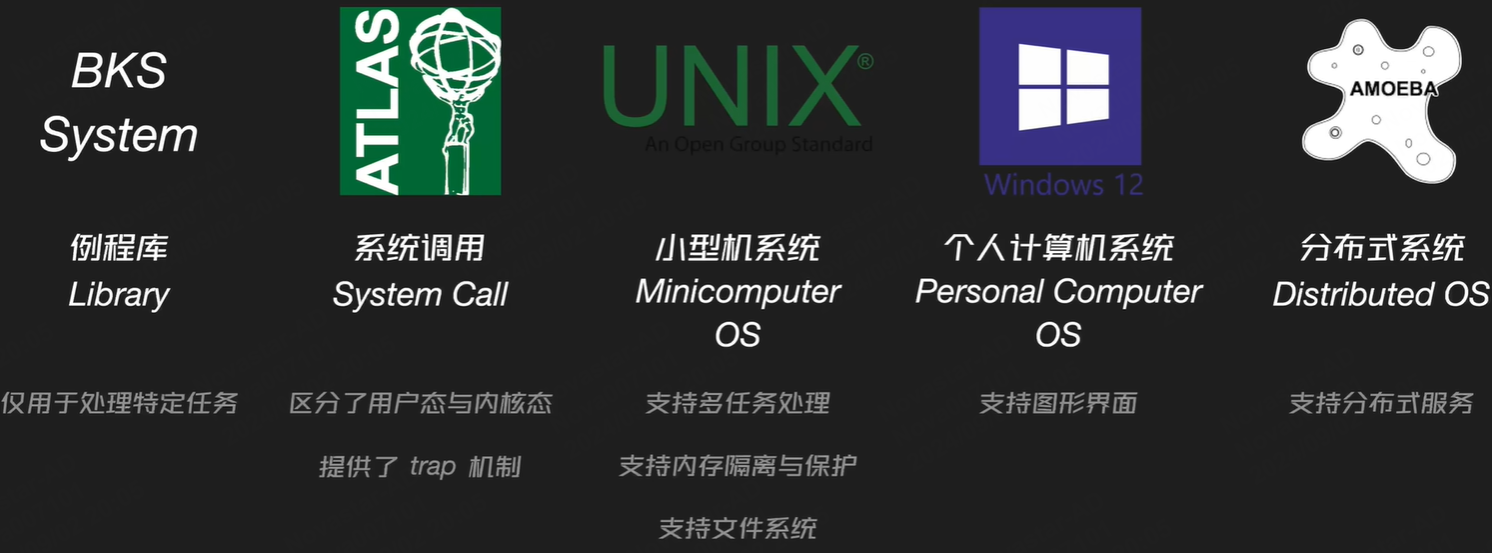 BKS
System
例程库
Library
仅用于处理特定任务
ATLAS
系统调用
System Call
区分了用户态与内核态
提供了 trap 机制
UNIX®
An Open Group Standard
小型机系统
Minicomputer
OS
支持多任务处理
支持内存隔离与保护
支持文件系统
Windows 12
个人计算机系统
Personal Computer
OS
支持图形界面
AMOEBA
分布式系统
Distributed OS
支持分布式服务